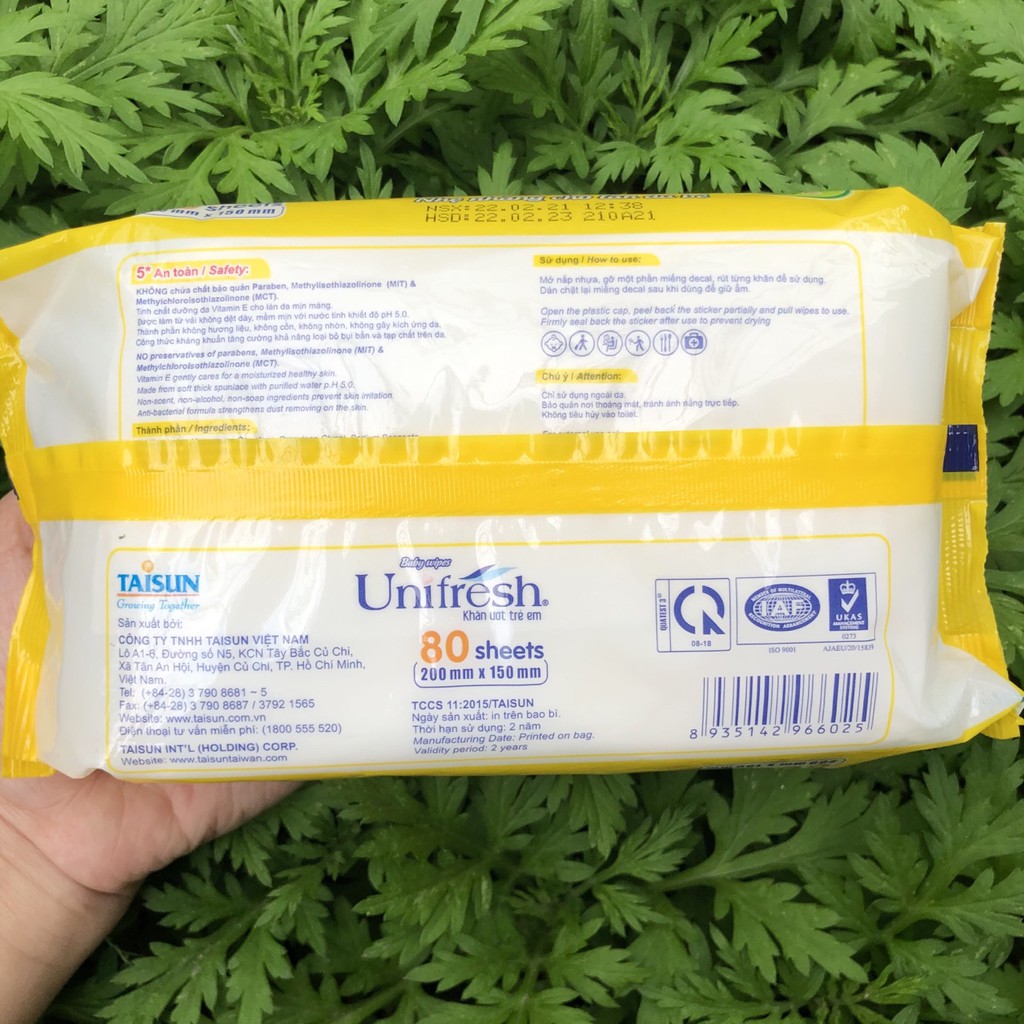 mm x 150 mm
NSX:22.02.21 12:38
HSD:22.02.23 210A21
5* An toàn / Safety:
KHÔNG chứa chất bảo quản Paraben, Methylisothiazolinone (MIT) &
Methylchloroisothiazolinone (MCT).
Tinh chất dưỡng da Vitamin E cho làn da mịn màng.
Được làm từ vải không dệt dày, mềm mịn với nước tinh khiết độ pH 5.0.
Thành phần không hương liệu, không cồn, không nhờn, không gây kích ứng da.
Công thức kháng khuẩn tăng cường khả năng loại bỏ bụi bẩn và tạp chất trên da.
NO preservatives of parabens, Methylisothiazolinone (MIT) &
Methylchloroisothiazolinone (MCT).
Vitamin E gently cares for a moisturized healthy skin.
Made from soft thick spunlace with purified water p.H 5.0.
Non-scent, non-alcohol, non-soap ingredients prevent skin irritation.
Anti-bacterial formula strengthens dust removing on the skin.
Thành phần / Ingredients:
Sử dụng / How to use:
Mở nắp nhựa, gỡ một phần miếng decal, rút từng khăn để sử dụng.
Dán chặt lại miếng decal sau khi dùng để giữ ẩm.
Open the plastic cap, peel back the sticker partially and pull wipes to use.
Firmly seal back the sticker after use to prevent drying
Chú ý / Attention:
Chỉ sử dụng ngoài da.
Bảo quản nơi thoáng mát, tránh ánh nắng trực tiếp.
Không tiêu hủy vào toilet.
TAISUN
Growing Together
Sản xuất bởi:
CÔNG TY TNHH TAISUN VIỆT NAM
Lô A1-6, Đường số N5, KCN Tây Bắc Củ Chi,
Xã Tân An Hội, Huyện Củ Chi, TP. Hồ Chí Minh,
Việt Nam.
Tel: (+84-28) 3 790 8681 ~ 5
Fax: (+84-28) 3 790 8687 / 3792 1565
Website: www.taisun.com.vn
Điện thoại tư vấn miễn phí: (1800 555 520)
TAISUN INT'L (HOLDING) CORP.
Website: www.taisuntaiwan.com
Baby wipes
Unifresh®
Khăn ướt trẻ em
80 sheets
200 mm x 150 mm
TCCS 11:2015/TAISUN
Ngày sản xuất: in trên bao bì.
Thời hạn sử dụng: 2 năm
Manufacturing Date: Printed on bag.
Validity period: 2 years
QUATEST 3
08-18
MEMBER OF MULTILATERAL
IAF
RECOGNITION ARRANGEMENT
ISO 9001
UKAS
MANAGEMENT
SYSTEMS
0273
AJAEU/20/15839
8 935142 966025